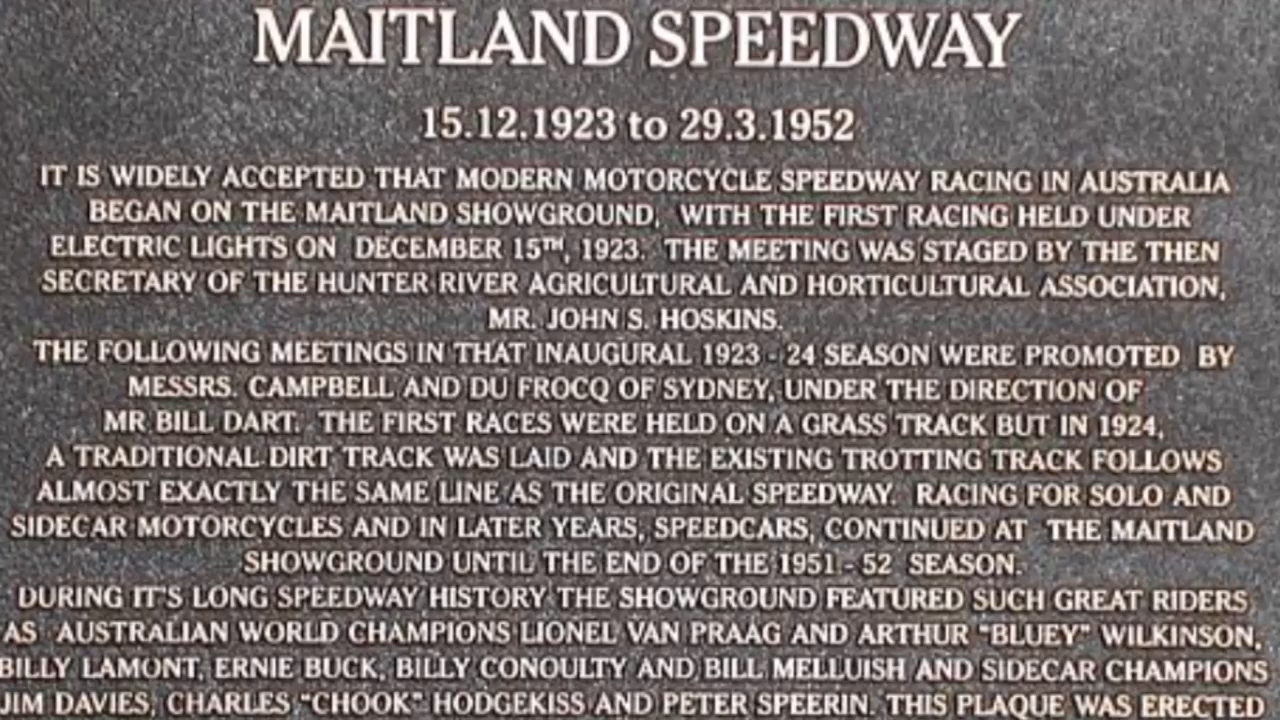 MAITLAND SPEEDWAY
15.12.1923 to 29.3.1952
IT IS WIDELY ACCEPTED THAT MODERN MOTORCYCLE SPEEDWAY RACING IN AUSTRALIA
BEGAN ON THE MAITLAND SHOWGROUND, WITH THE FIRST RACING HELD UNDER
ELECTRIC LIGHTS ON DECEMBER 15TH, 1923. THE MEETING WAS STAGED BY THE THEN
SECRETARY OF THE HUNTER RIVER AGRICULTURAL AND HORTICULTURAL ASSOCIATION,
MR. JOHN S. HOSKINS.
THE FOLLOWING MEETINGS IN THAT INAUGURAL 1923 - 24 SEASON WERE PROMOTED BY
MESSRS. CAMPBELL AND DU FROCQ OF SYDNEY, UNDER THE DIRECTION OF
MR BILL DART. THE FIRST RACES WERE HELD ON A GRASS TRACK BUT IN 1924,
A TRADITIONAL DIRT TRACK WAS LAID AND THE EXISTING TROTTING TRACK FOLLOWS
ALMOST EXACTLY THE SAME LINE AS THE ORIGINAL SPEEDWAY. RACING FOR SOLO AND
SIDECAR MOTORCYCLES AND IN LATER YEARS, SPEEDCARS, CONTINUED AT THE MAITLAND
SHOWGROUND UNTIL THE END OF THE 1951 - 52 SEASON.
DURING IT'S LONG SPEEDWAY HISTORY THE SHOWGROUND FEATURED SUCH GREAT RIDERS
AS AUSTRALIAN WORLD CHAMPIONS LIONEL VAN PRAAG AND ARTHUR "BLUEY" WILKINSON,
BILLY LAMONT, ERNIE BUCK, BILLY CONOULTY AND BILL MELLUISH AND SIDECAR CHAMPIONS
JIM DAVIES, CHARLES "CHOOK" HODGEKISS AND PETER SPEERIN. THIS PLAQUE WAS ERECTED